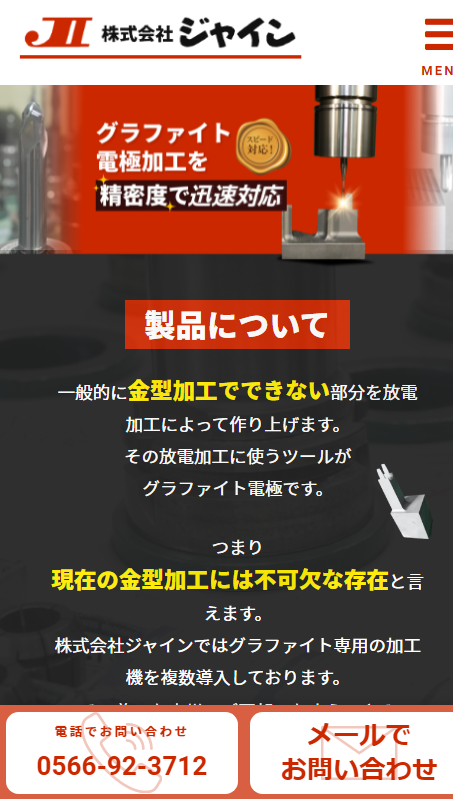 株式会社ジャイン
MEN
グラファイト
電極加工を
スピード
対応!
精密度で迅速対応
製品について
一般的に金型加工でできない部分を放電
加工によって作り上げます。
その放電加工に使うツールが
グラファイト電極です。
つまり
現在の金型加工には不可欠な存在と言
えます。
株式会社ジャインではグラファイト専用の加工
機を複数導入しております。
電話でお問い合わせ
0566-92-3712
メールで
お問い合わせ